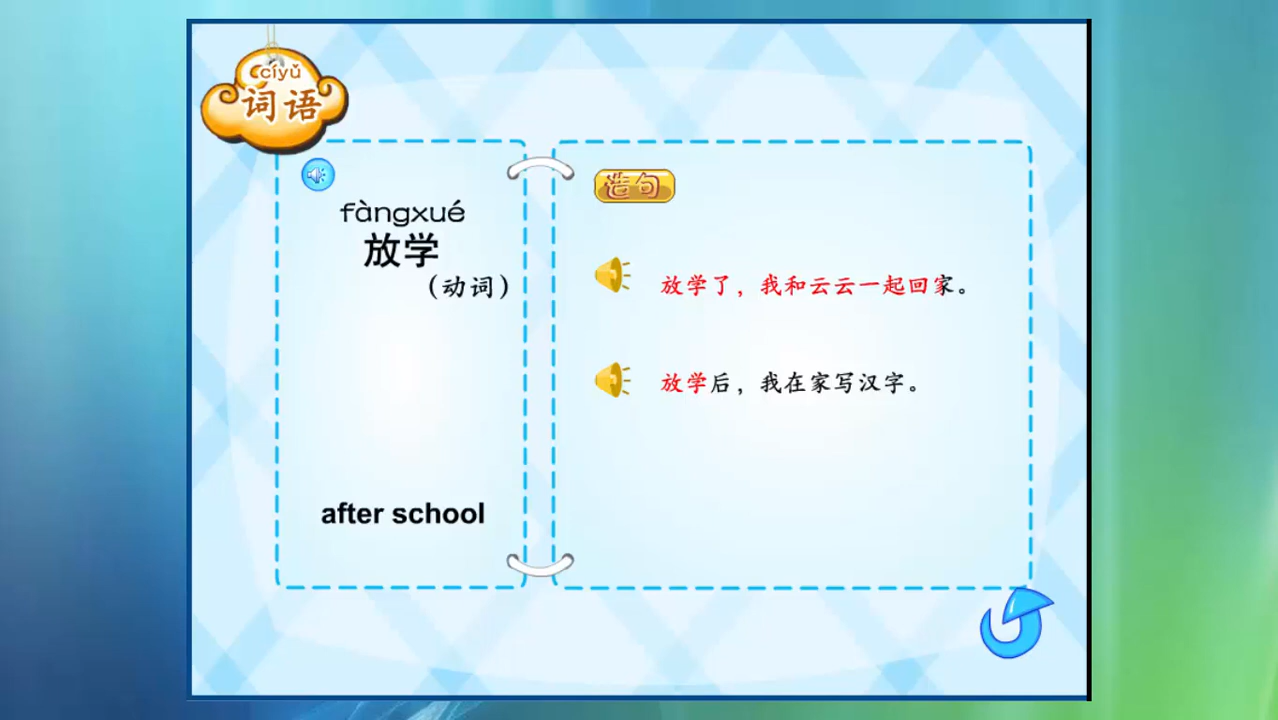 cíyǔ
词语
fàngxué
放学
（动词）
after school
造句
放学了，我和云云一起回家。
放学后，我在家写汉字。